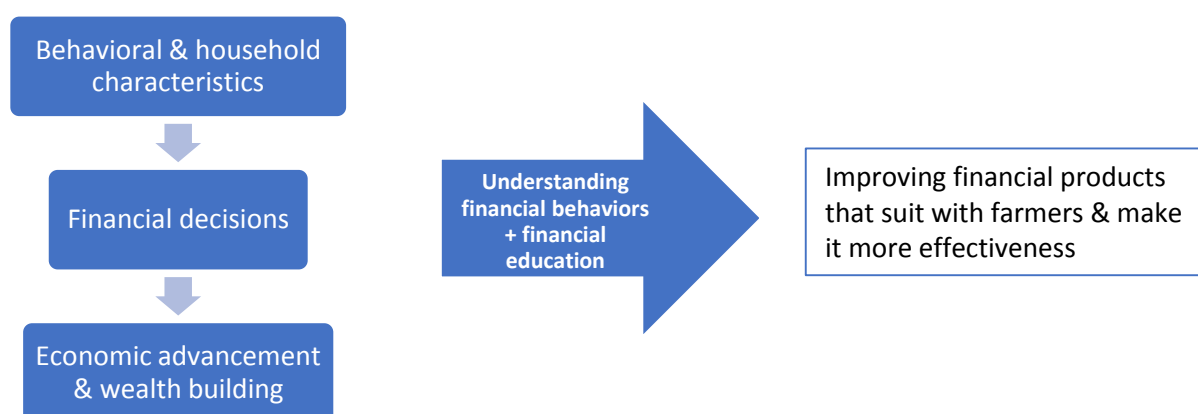 Behavioral & household
characteristics
Financial decisions
Economic advancement
& wealth building
Understanding
financial behaviors
+ financial
education
Improving financial products
that suit with farmers & make
it more effectiveness